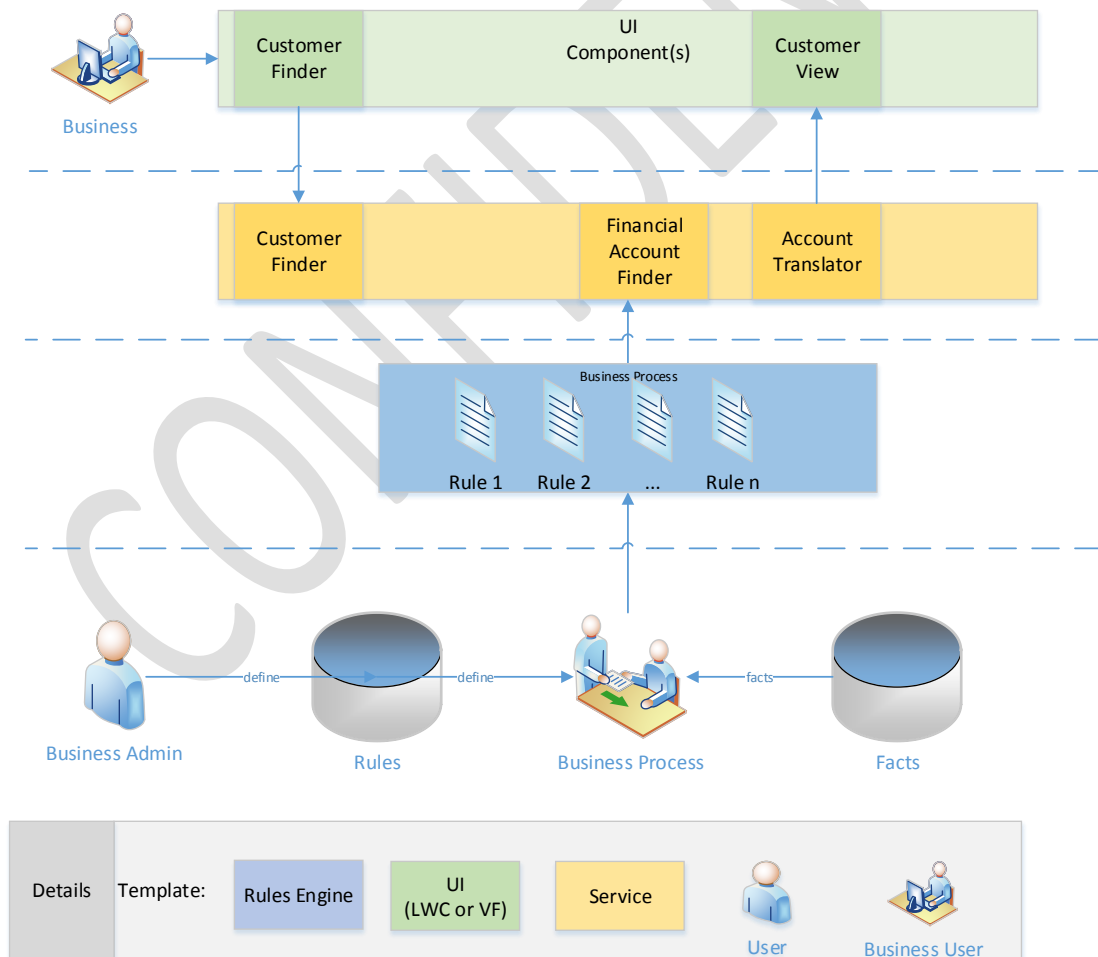 UI
Component(s)
Customer
Finder
Customer
View
Business
Customer
Finder
Financial
Account
Finder
Account
Translator
Business Process
Rule 1
Rule 2
...
Rule n
define
define
facts
Business Admin
Rules
Business Process
Facts
Details
Template:
Rules Engine
UI
(LWC or VF)
Service
User
Business User